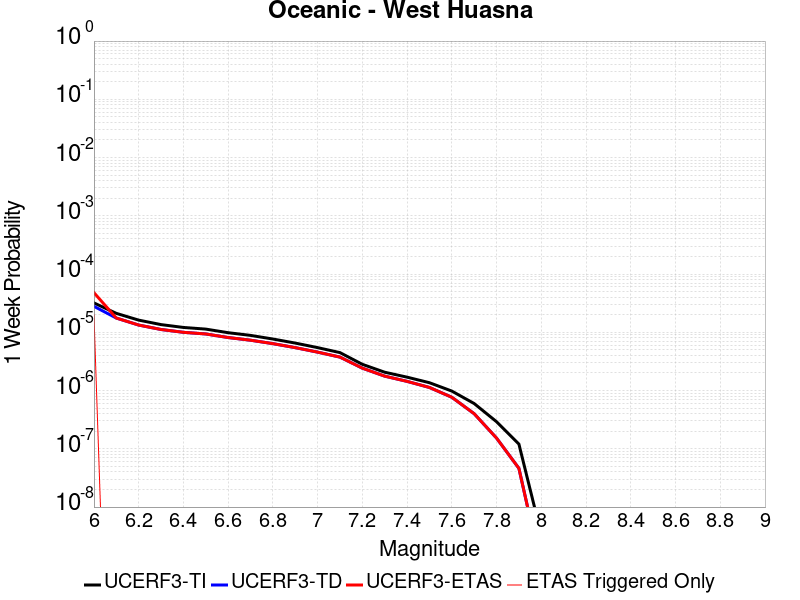 Oceanic - West Huasna
1 Week Probability
10^0
10^-1
10^-2
10^-3
10^-4
10^-5
10^-6
10^-7
10^-8
6 6.2 6.4 6.6 6.8 7 7.2 7.4 7.6 7.8 8 8.2 8.4 8.6 8.8 9
Magnitude
UCERF3-TI UCERF3-TD UCERF3-ETAS ETAS Triggered Only